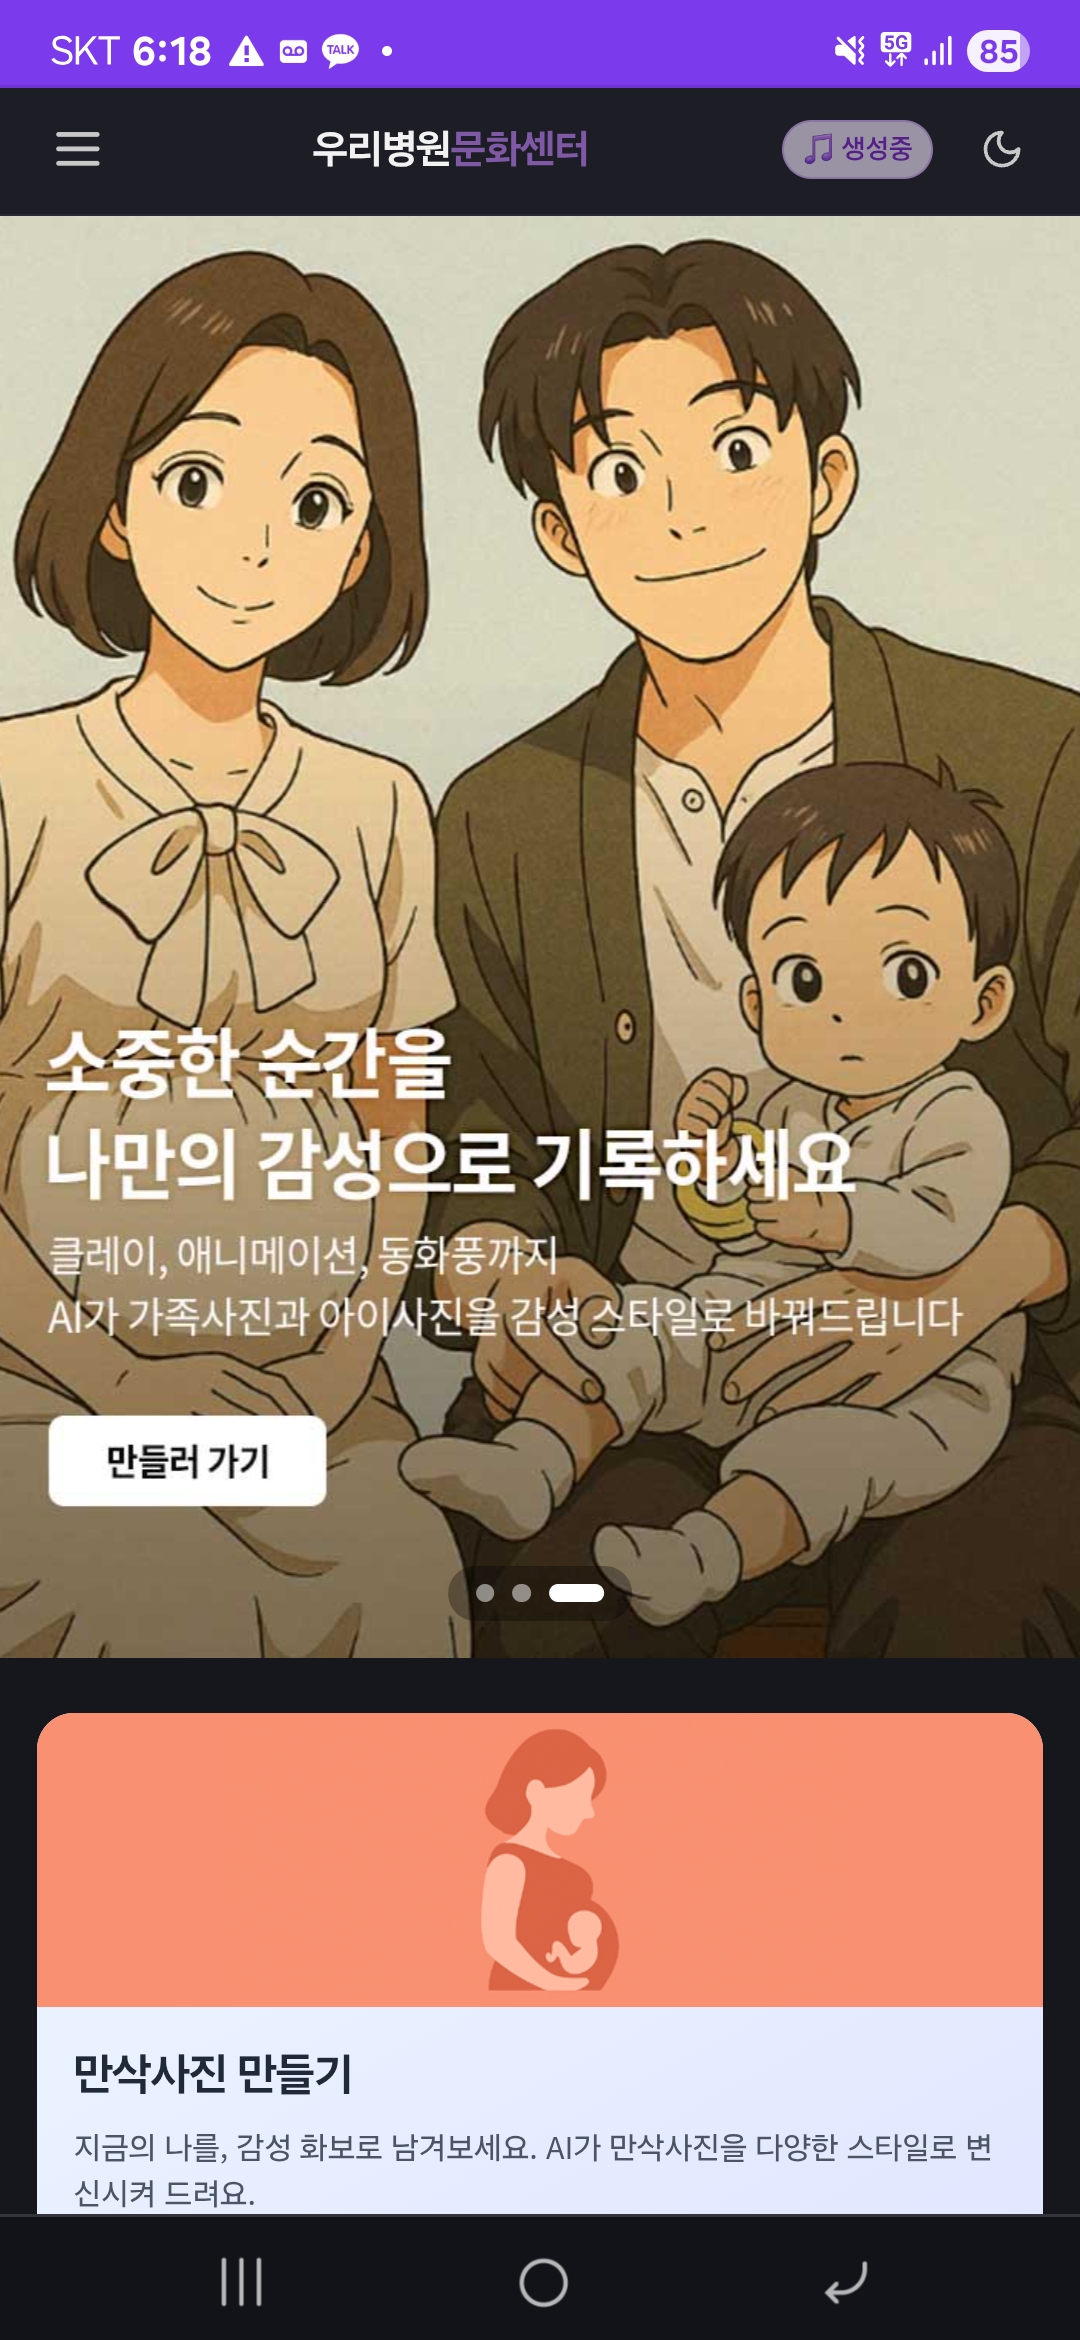 SKT 6:18 TALK 5G 85
우리병원문화센터 생성중
소중한 순간을
나만의 감성으로 기록하세요
클레이, 애니메이션, 동화풍까지
AI가 가족사진과 아이사진을 감성 스타일로 바꿔드립니다
만들러 가기
만삭사진 만들기
지금의 나를, 감성 화보로 남겨보세요. AI가 만삭사진을 다양한 스타일로 변
신시켜 드려요.